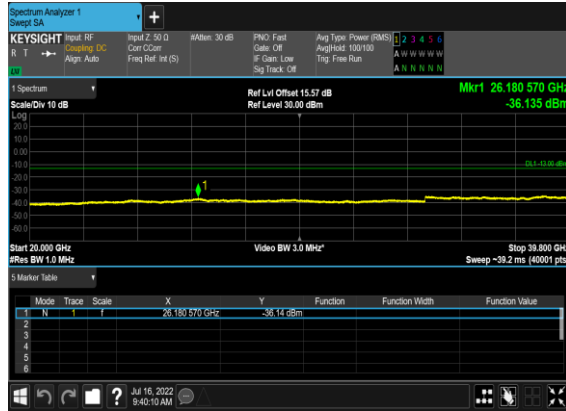 Spectrum Analyzer 1
Swept SA
+
KEYSIGHT Input: RF Input Z: 50 Ω #Atten: 30 dB PNO: Fast Avg Type: Power (RMS) 1 2 3 4 5 6
R T Coupling: DC Corr CCorr Gate: Off Avg|Hold: 100/100 A W W W W W
Align: Auto Freq Ref: Int (S) IF Gain: Low Trig: Free Run
Sig Track: Off A N N N N N
LW
1 Spectrum Ref Lvl Offset 15.57 dB Mkr1 26.180 570 GHz
Scale/Div 10 dB Ref Level 30.00 dBm -36.135 dBm
Log
20.0
10.0
0.00
-10.0 DL1 -13.00 dBm
-20.0
-30.0 1
-40.0
-50.0
-60.0
Start 20.000 GHz Video BW 3.0 MHz* Stop 39.800 GHz
#Res BW 1.0 MHz Sweep ~39.2 ms (40001 pts)
5 Marker Table
Mode Trace Scale X Y Function Function Width Function Value
1 N 1 f 26.180 570 GHz -36.14 dBm
2
3
4
5
6
? Jul 16, 2022
9:40:10 AM